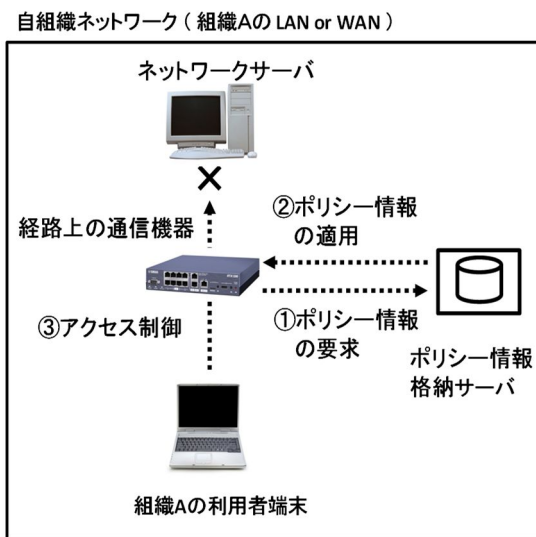 自組織ネットワーク ( 組織Aの LAN or WAN )
ネットワークサーバ
経路上の通信機器
②ポリシー情報
の適用
③アクセス制御
①ポリシー情報
の要求
ポリシー情報
格納サーバ
組織Aの利用者端末